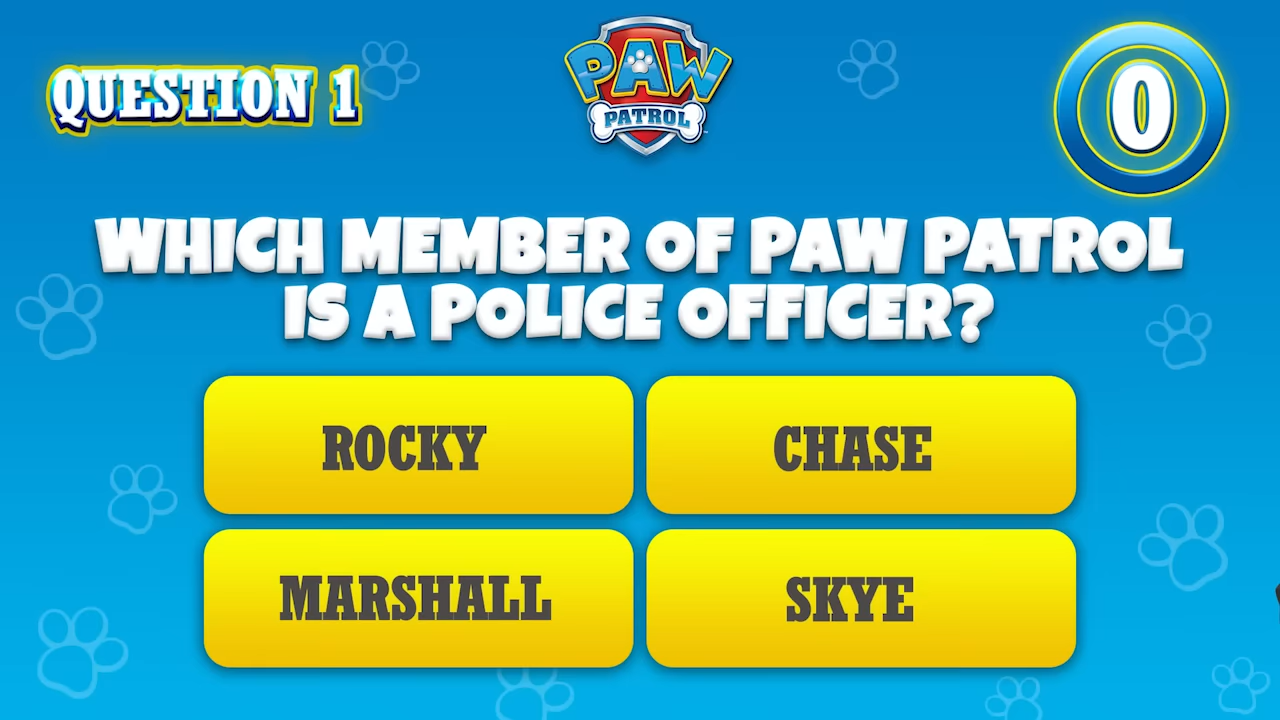 QUESTION 1
PAW
PATROL
0
WHICH MEMBER OF PAW PATROL
IS A POLICE OFFICER?
ROCKY
CHASE
MARSHALL
SKYE